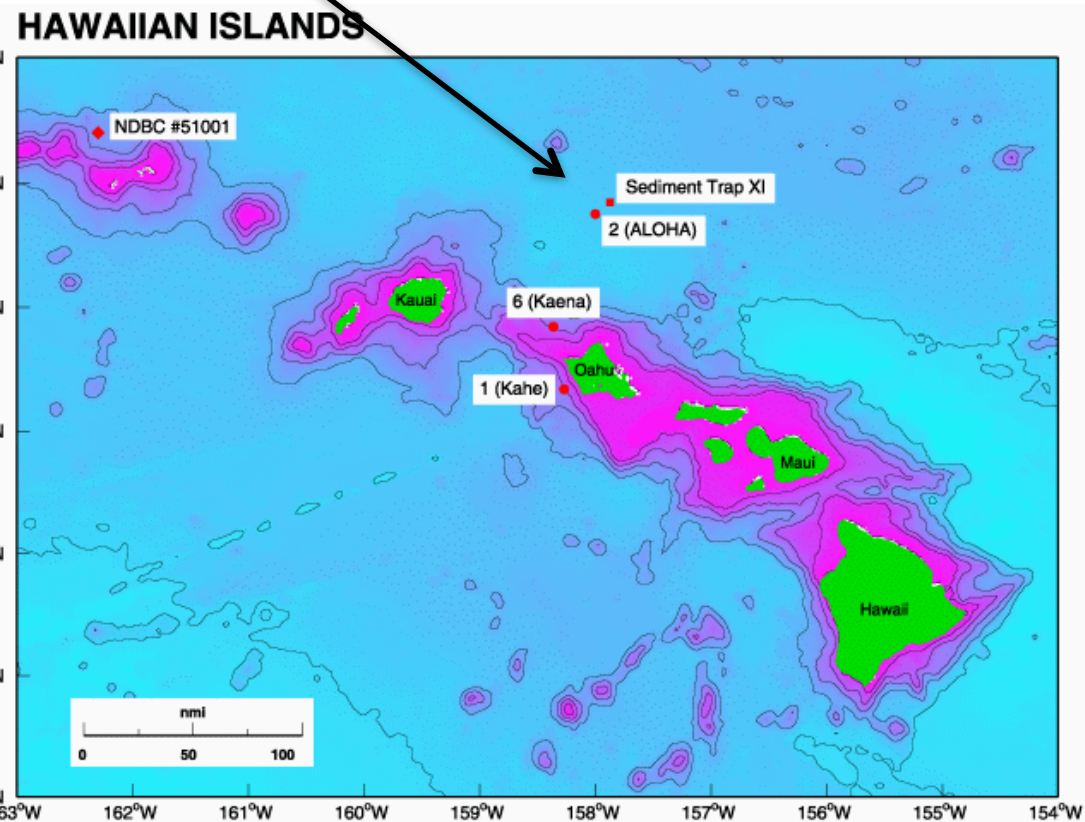 HAWAIIAN ISLANDS
NDBC #51001
Sediment Trap XI
2 (ALOHA)
Kauai
6 (Kaena)
Oahu
1 (Kahe)
Maui
Hawaii
nmi
0 50 100
63°W 162°W 161°W 160°W 159°W 158°W 157°W 156°W 155°W 154°W